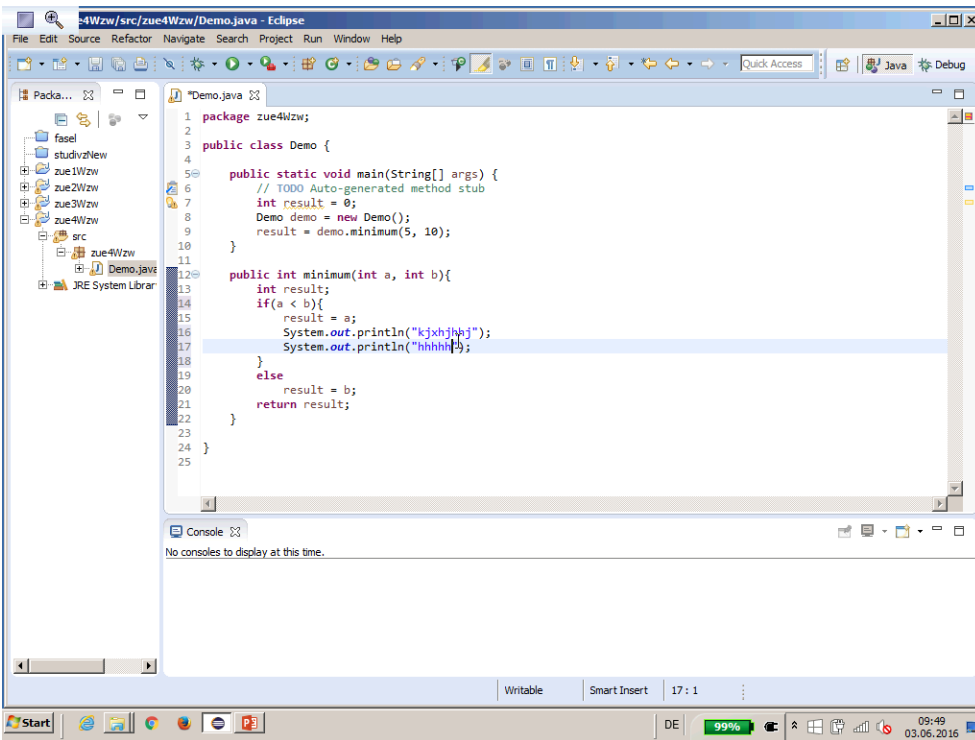 e4Wzw/src/zue4Wzw/Demo.java - Eclipse
File Edit Source Refactor Navigate Search Project Run Window Help
Quick Access
Java
Debug
Packa...
*Demo.java
fasel
studivzNew
zue1Wzw
zue2Wzw
zue3Wzw
zue4Wzw
src
zue4Wzw
Demo.java
JRE System Librar
1 package zue4Wzw;
2
3 public class Demo {
4
5 public static void main(String[] args) {
6 // TODO Auto-generated method stub
7 int result = 0;
8 Demo demo = new Demo();
9 result = demo.minimum(5, 10);
10 }
11
12 public int minimum(int a, int b){
13 int result;
14 if(a < b){
15 result = a;
16 System.out.println("kjxhjhhj");
17 System.out.println("hhhhh");
18 }
19 else
20 result = b;
21 return result;
22 }
23
24 }
25
Console
No consoles to display at this time.
Writable
Smart Insert
17 : 1
Start
DE
99%
09:49
03.06.2016